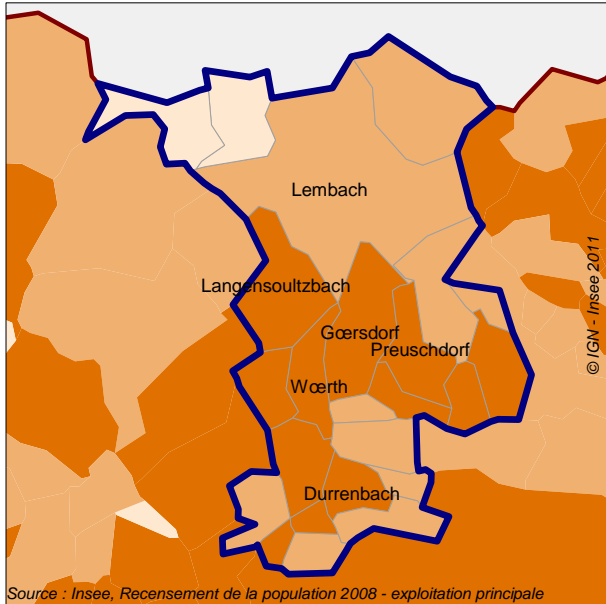 Lembach
Langensoultzbach
Gœrsdorf
Preuschdorf
Wœrth
Durrenbach
© IGN - Insee 2011
Source : Insee, Recensement de la population 2008 - exploitation principale